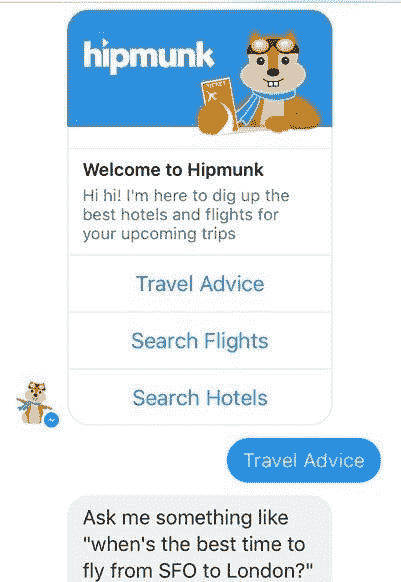 hipmunk
TICKET
Welcome to Hipmunk
Hi hi! I'm here to dig up the
best hotels and flights for
your upcoming trips
Travel Advice
Search Flights
Search Hotels
Travel Advice
Ask me something like
"when's the best time to
fly from SFO to London?"